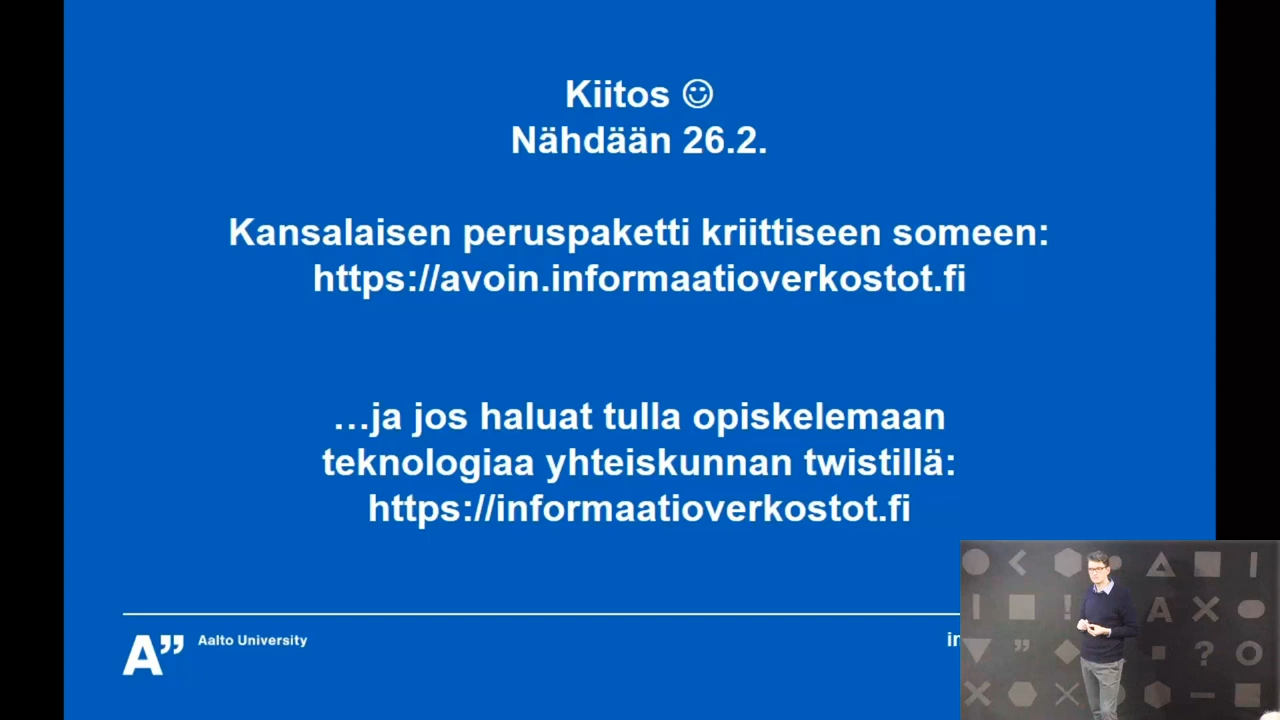 Kiitos ☺
Nähdään 26.2.
Kansalaisen peruspaketti kriittiseen someen:
https://avoin.informaatioverkostot.fi
…ja jos haluat tulla opiskelemaan
teknologiaa yhteiskunnan twistillä:
https://informaatioverkostot.fi
A”
Aalto University